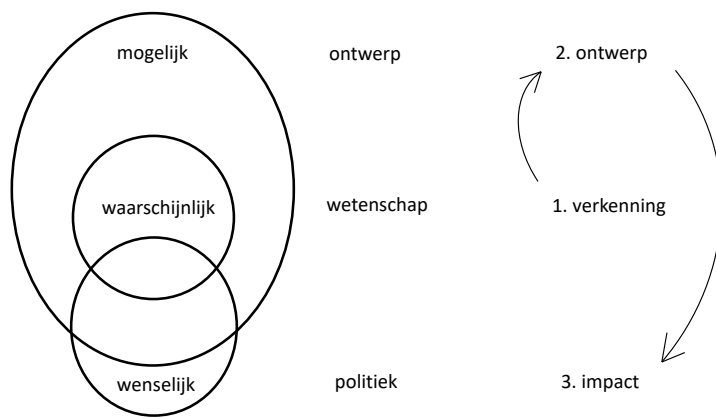 mogelijk ontwerp 2. ontwerp
waarschijnlijk wetenschap 1. verkenning
wenselijk politiek 3. impact